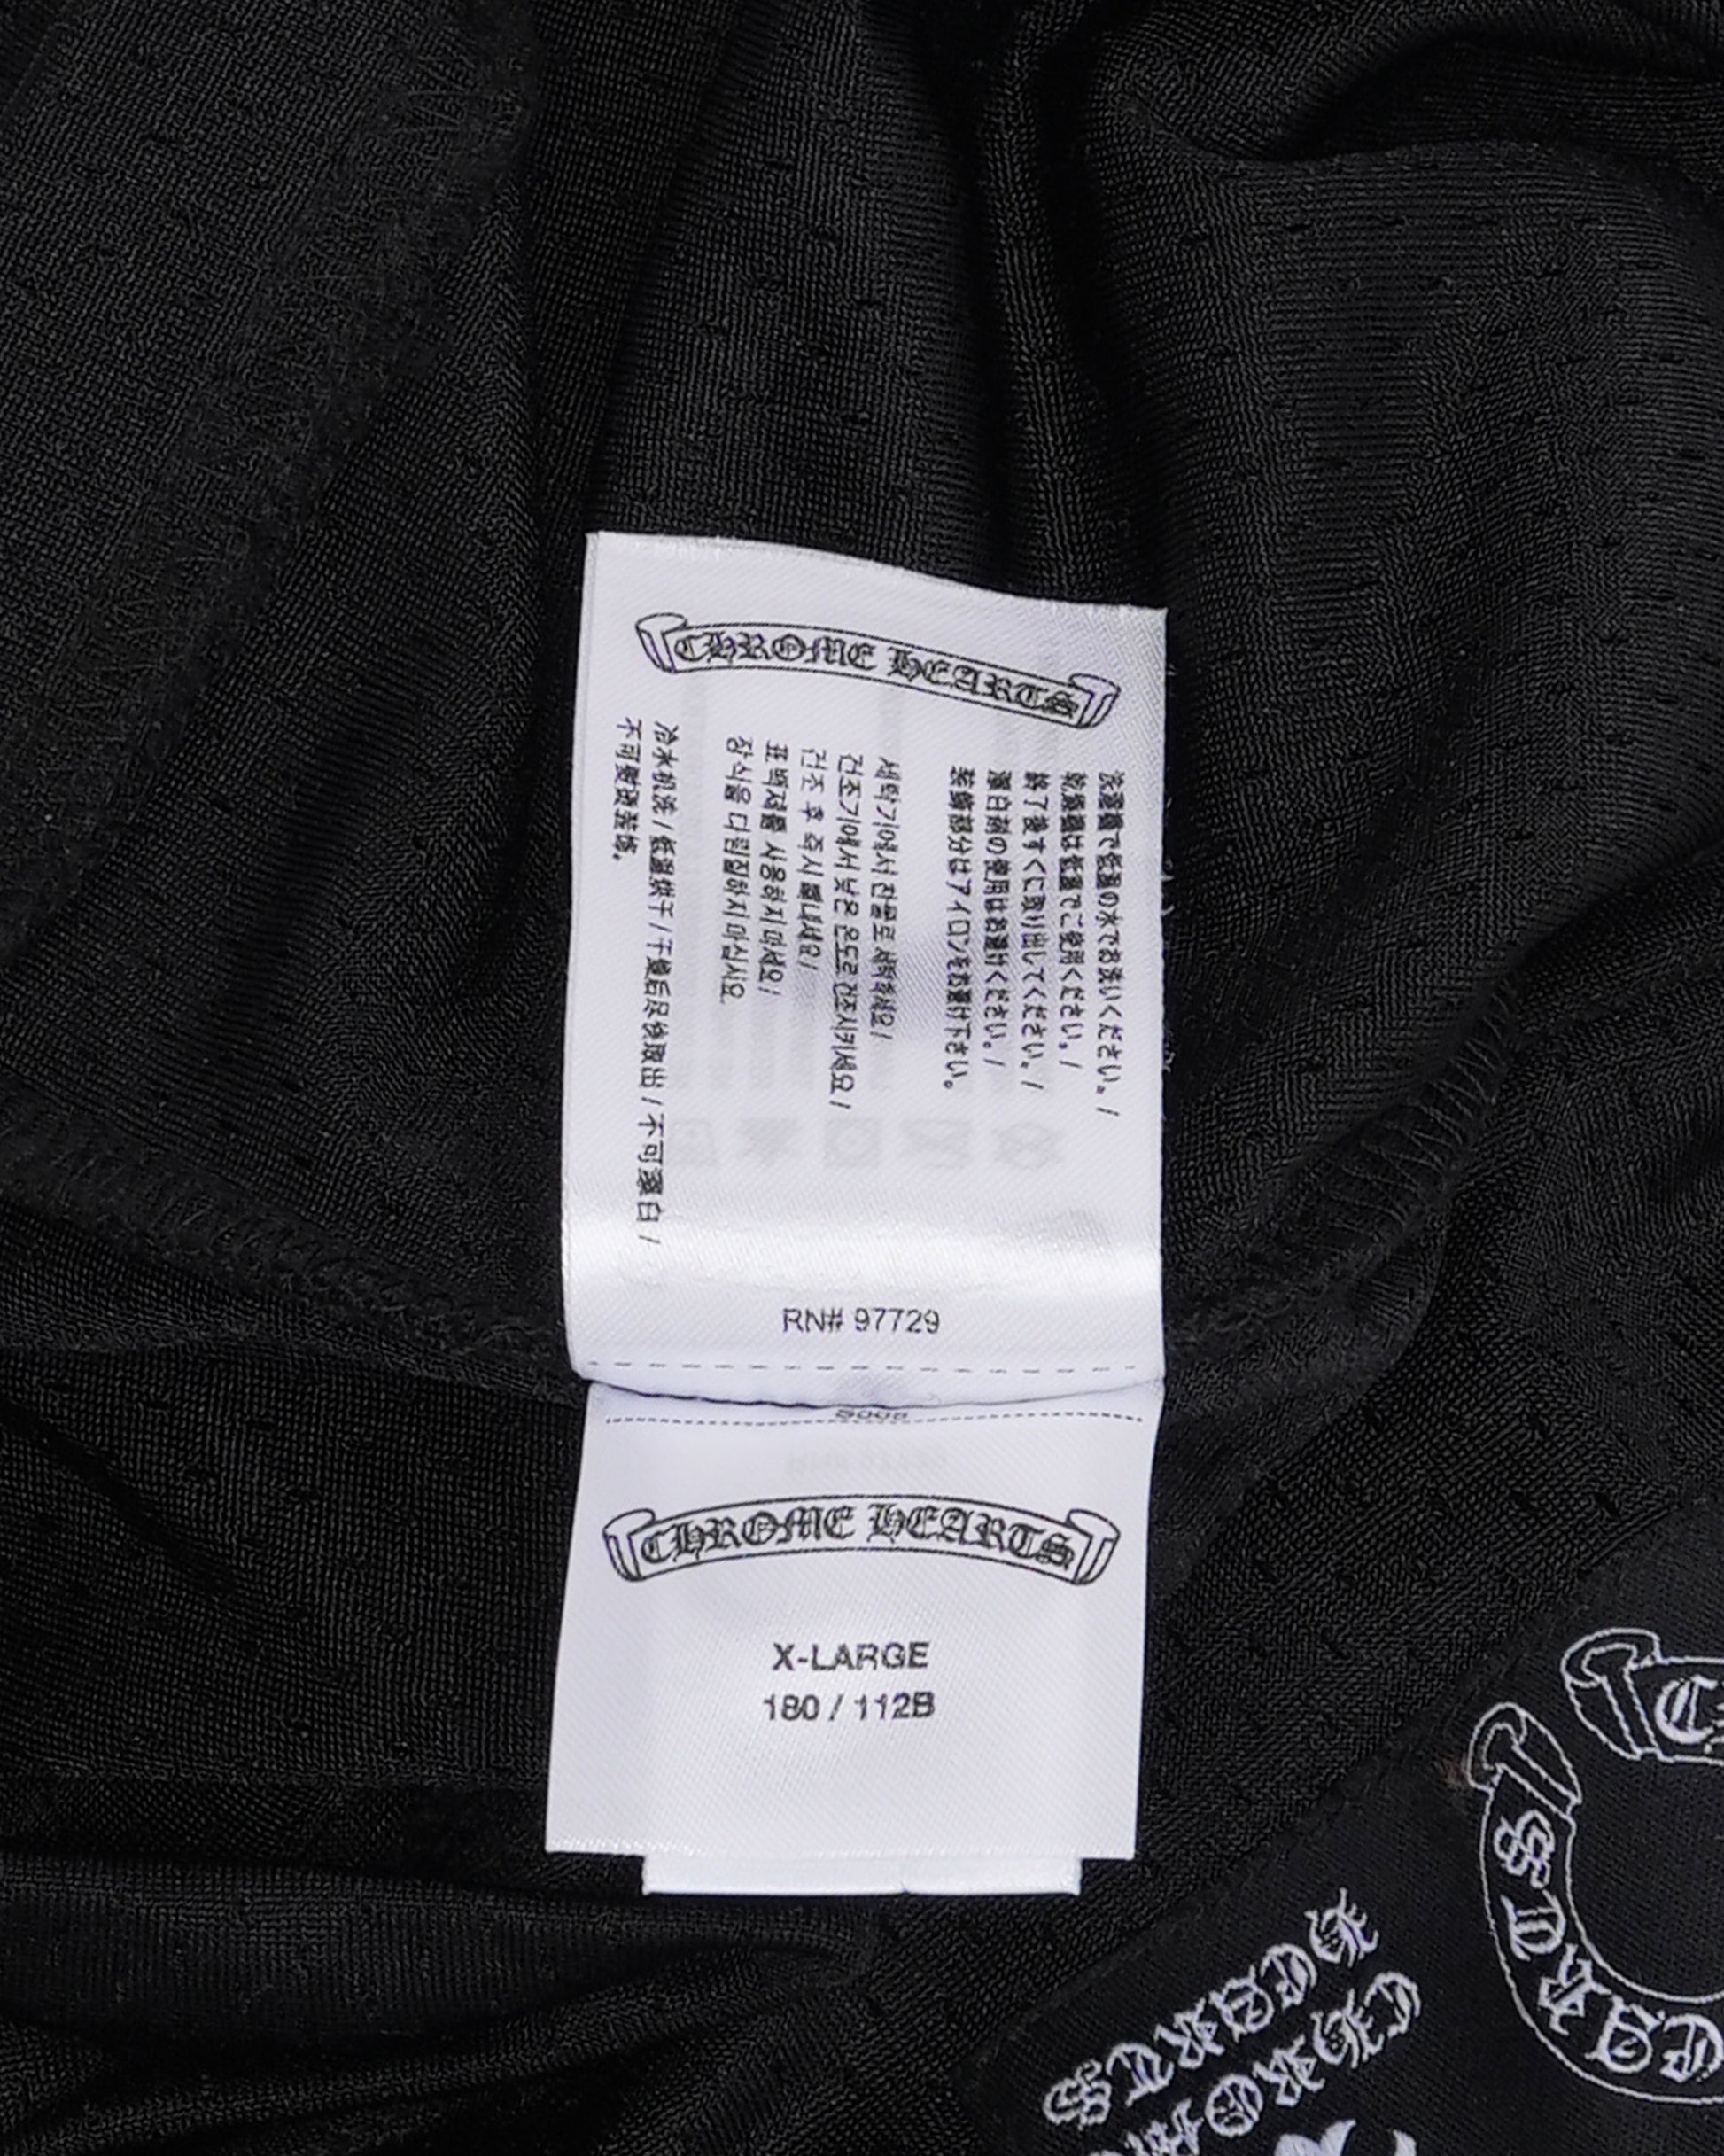 CHROME HEARTS
洗濯機で低温の水でお洗いください。/
乾燥機は低温でご使用ください。/
終了後すぐに取り出してください。/
漂白剤の使用はお避けください。/
装飾部分はアイロンをお避け下さい。
세탁기에서 찬물로 세탁하세요/
건조기에서 낮은 온도로 건조시키세요/
건조 후 즉시 빼내세요/
표백제를 사용하지 마세요/
장식을 다림질하지 마십시요.
冷水机洗 / 低温烘干 / 干燥后尽快取出 / 不可漂白 /
不可熨烫装饰。
RN# 97729
CHROME HEARTS
X-LARGE
180 / 112B
HEARTS